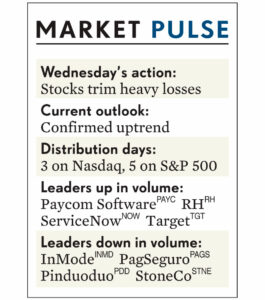 MARKET PULSE
Wednesday's action:
Stocks trim heavy losses
Current outlook:
Confirmed uptrend
Distribution days:
3 on Nasdaq, 5 on S&P 500
Leaders up in volume:
Paycom Software PAYC RH RH
ServiceNow NOW Target TGT
Leaders down in volume:
InMode INMD PagSeguro PAGS
Pinduoduo PDD StoneCo STNE